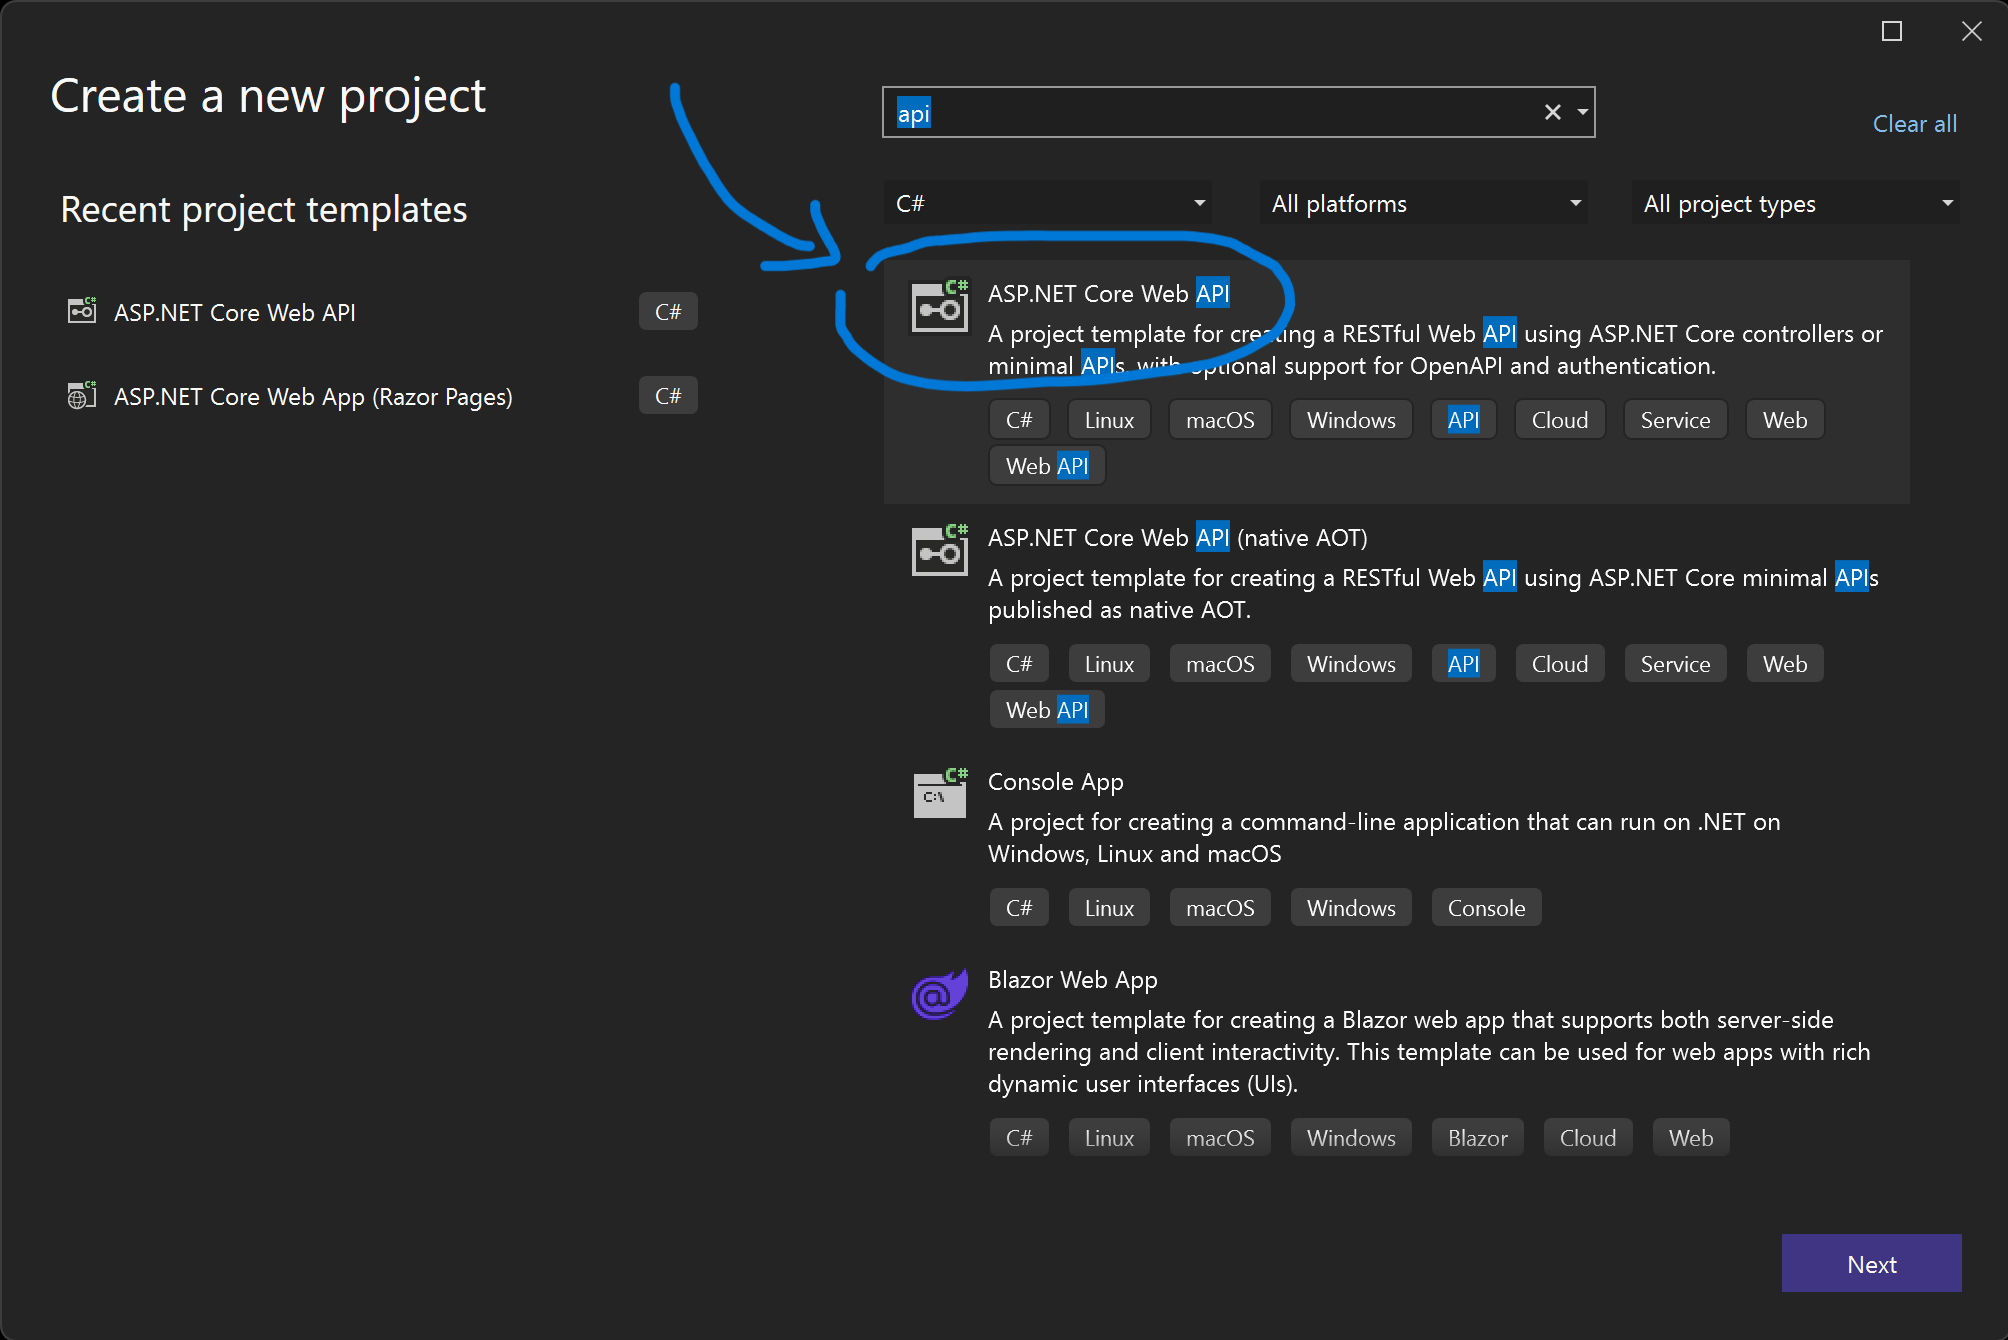 Create a new project
api
Clear all
C#
All platforms
All project types
Recent project templates
ASP.NET Core Web API
C#
ASP.NET Core Web App (Razor Pages)
C#
ASP.NET Core Web API
A project template for creating a RESTful Web API using ASP.NET Core controllers or
minimal APIs, with optional support for OpenAPI and authentication.
C# Linux macOS Windows API Cloud Service Web
Web API
ASP.NET Core Web API (native AOT)
A project template for creating a RESTful Web API using ASP.NET Core minimal APIs
published as native AOT.
C# Linux macOS Windows API Cloud Service Web
Web API
Console App
A project for creating a command-line application that can run on .NET on
Windows, Linux and macOS
C# Linux macOS Windows Console
Blazor Web App
A project template for creating a Blazor web app that supports both server-side
rendering and client interactivity. This template can be used for web apps with rich
dynamic user interfaces (UIs).
C# Linux macOS Windows Blazor Cloud Web
Next